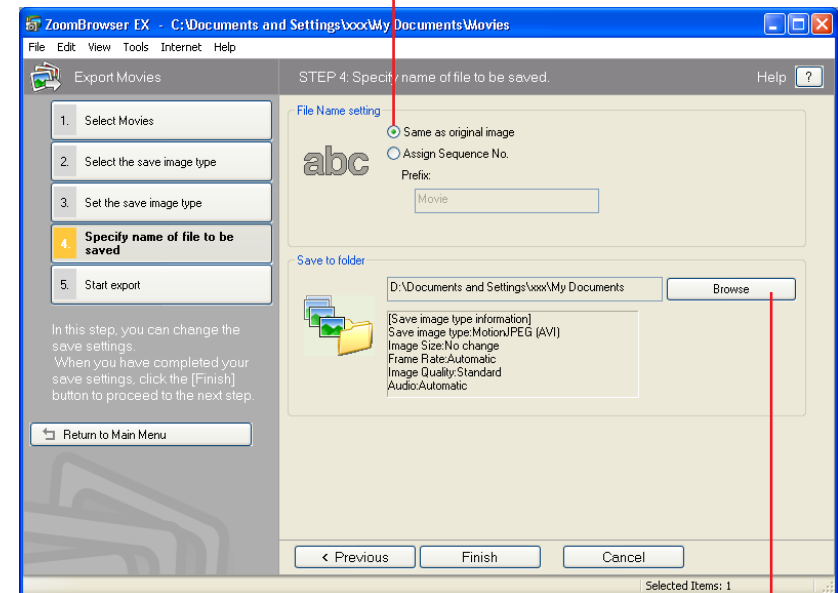 ZoomBrowser EX - C:\Documents and Settings\xxx\My Documents\Movies
File Edit View Tools Internet Help
Export Movies
STEP 4: Specify name of file to be saved.
Help ?
1. Select Movies
2. Select the save image type
3. Set the save image type
4. Specify name of file to be
saved
5. Start export
In this step, you can change the
save settings.
When you have completed your
save settings, click the [Finish]
button to proceed to the next step.
Return to Main Menu
File Name setting
abc
Same as original image
Assign Sequence No.
Prefix:
Movie
Save to folder
D:\Documents and Settings\xxx\My Documents
Browse
[Save image type information]
Save image type:MotionJPEG (AVI)
Image Size:No change
Frame Rate:Automatic
Image Quality:Standard
Audio:Automatic
< Previous
Finish
Cancel
Selected Items: 1